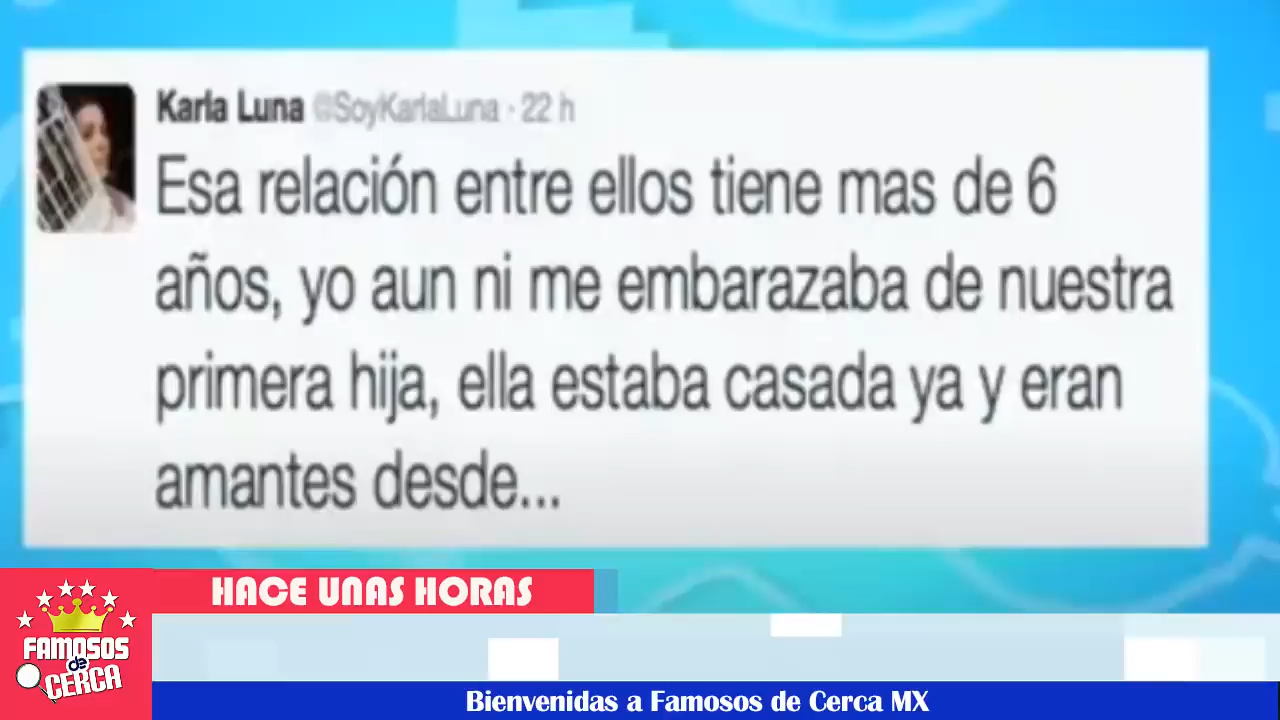 Karla Luna @SoyKarlaLuna · 22 h
Esa relación entre ellos tiene mas de 6
años, yo aun ni me embarazaba de nuestra
primera hija, ella estaba casada ya y eran
amantes desde...
HACE UNAS HORAS
FAMOSOS
de
CERCA
Bienvenidas a Famosos de Cerca MX